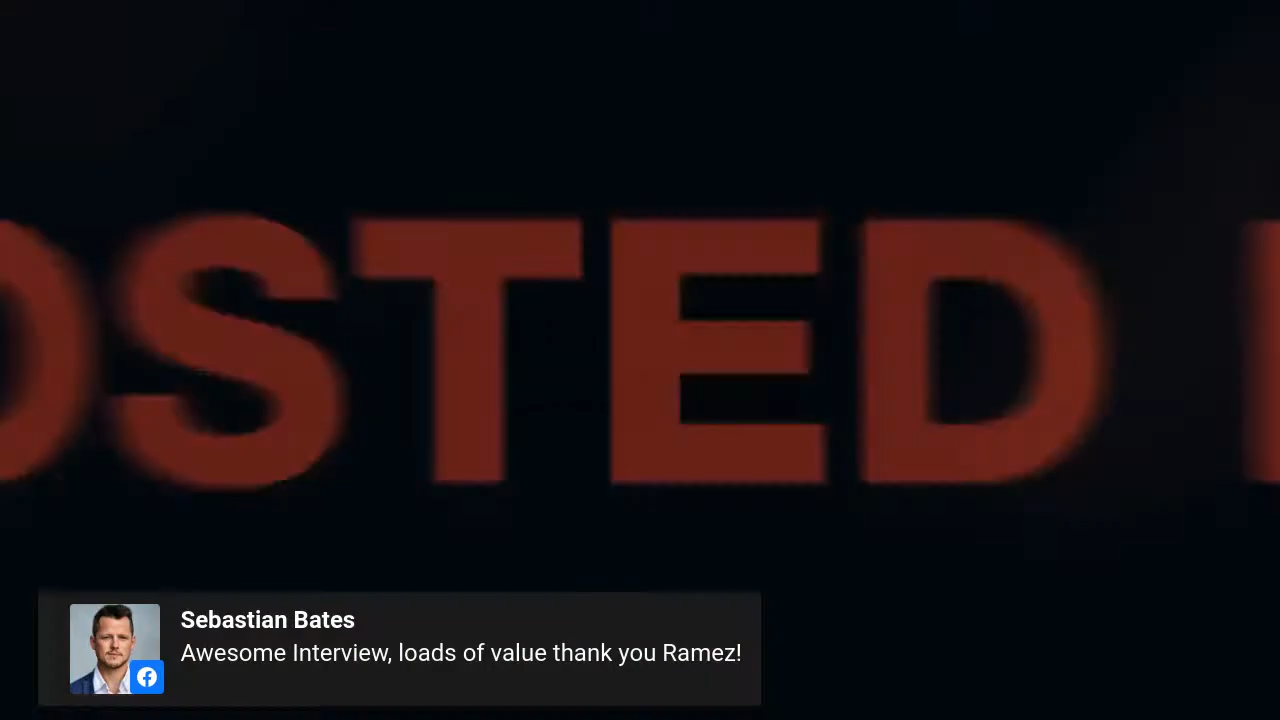 OSTED
Sebastian Bates
Awesome Interview, loads of value thank you Ramez!